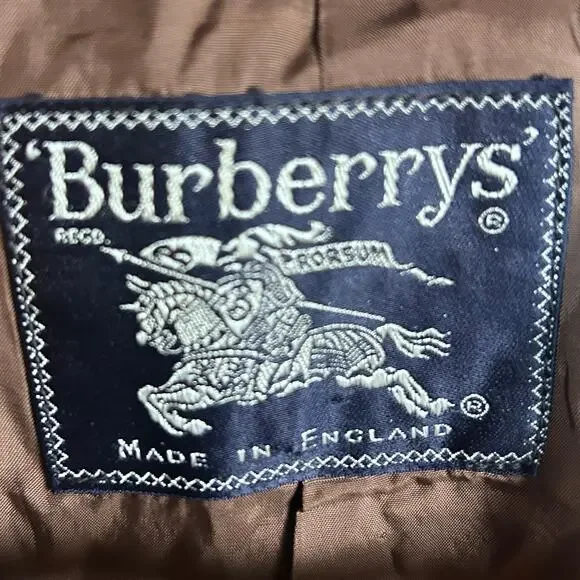 'Burberrys'®
REGD.
PRORSUM
B
®
MADE IN ENGLAND